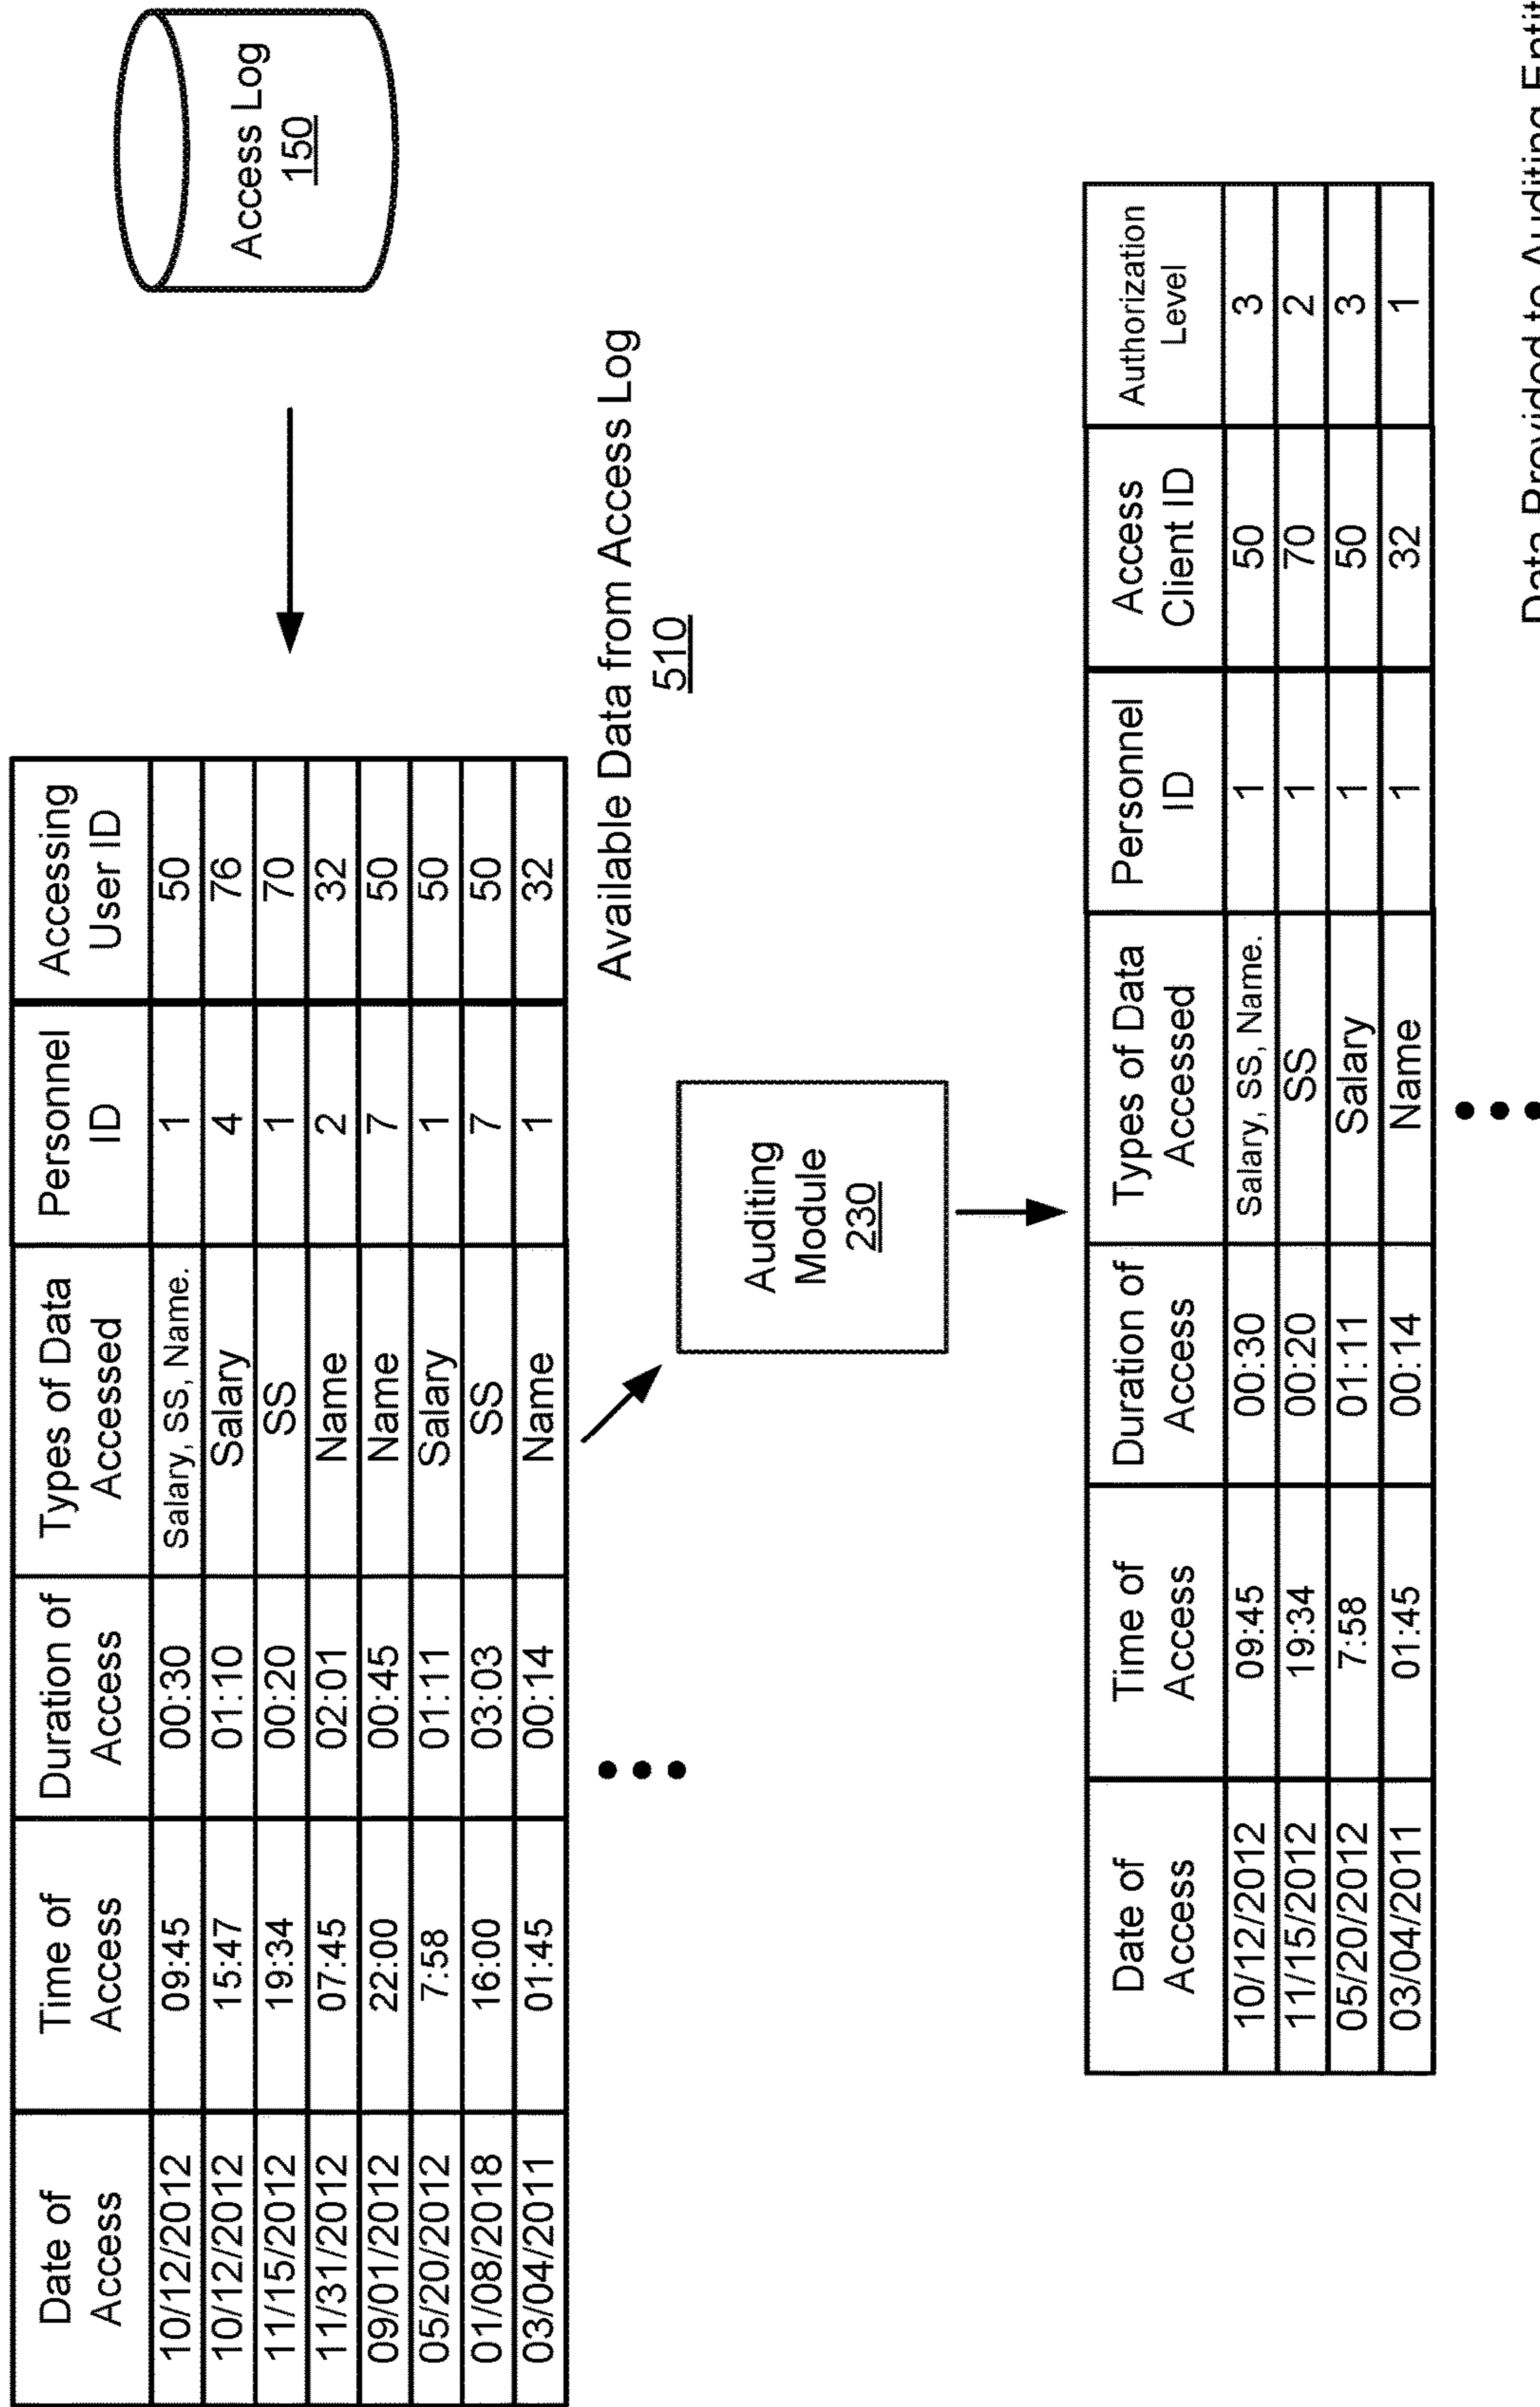 Access Log
150
Date of Access Time of Access Duration of Access Types of Data Accessed Personnel ID Accessing User ID
10/12/2012 09:45 00:30 Salary, SS, Name. 1 50
10/12/2012 15:47 01:10 Salary 4 76
11/15/2012 19:34 00:20 SS 1 70
11/31/2012 07:45 02:01 Name 2 32
09/01/2012 22:00 00:45 Name 7 50
05/20/2012 7:58 01:11 Salary 1 50
01/08/2018 16:00 03:03 SS 7 50
03/04/2011 01:45 00:14 Name 1 32
Available Data from Access Log
510
Auditing
Module
230
Date of Access Time of Access Duration of Access Types of Data Accessed Personnel ID Access Client ID Authorization Level
10/12/2012 09:45 00:30 Salary, SS, Name. 1 50 3
11/15/2012 19:34 00:20 SS 1 70 2
05/20/2012 7:58 01:11 Salary 1 50 3
03/04/2011 01:45 00:14 Name 1 32 1
Data Provided to Auditing